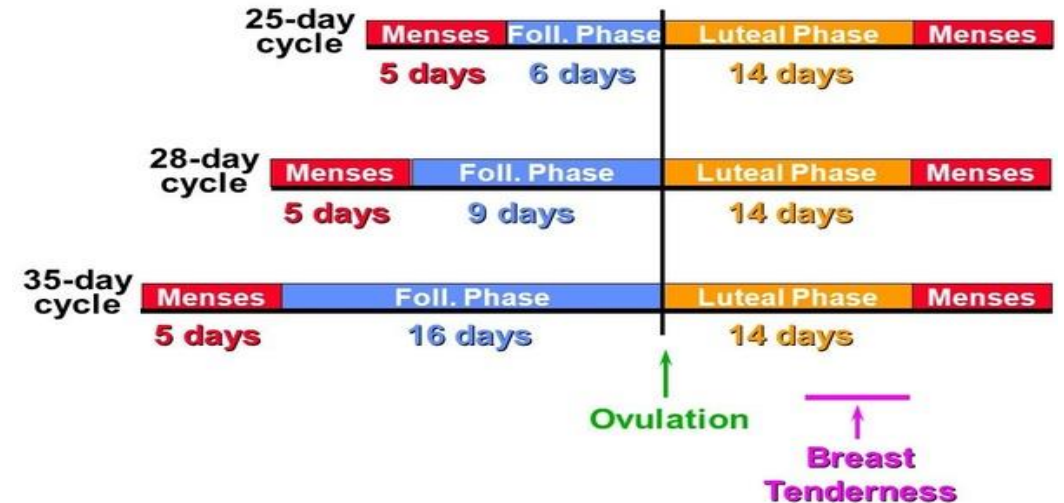 25-day
cycle
Menses Foll. Phase Luteal Phase Menses
5 days 6 days 14 days
28-day
cycle
Menses Foll. Phase Luteal Phase Menses
5 days 9 days 14 days
35-day
cycle
Menses Foll. Phase Luteal Phase Menses
5 days 16 days 14 days
Ovulation
Breast
Tenderness